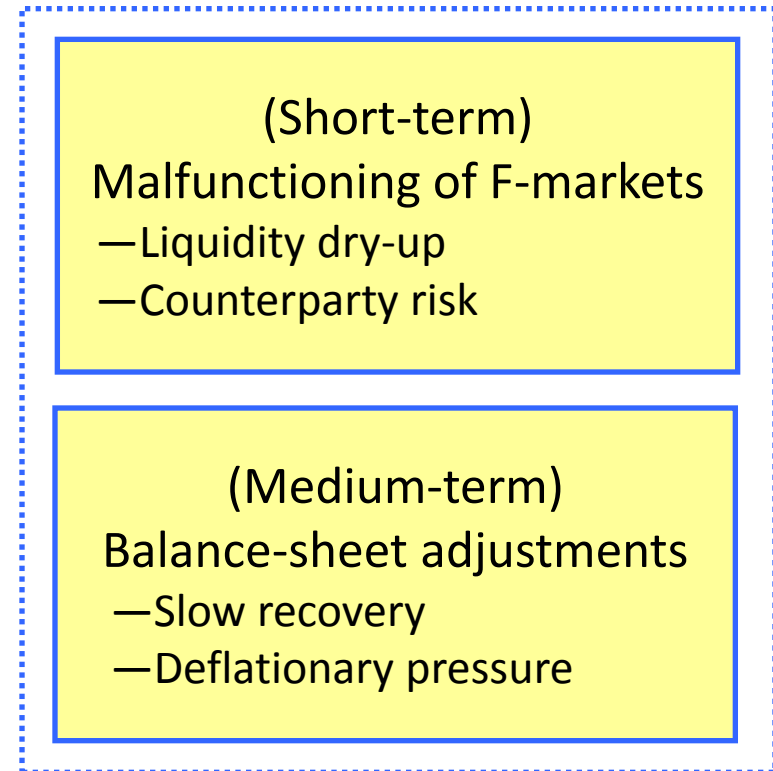 (Short-term)
Malfunctioning of F-markets
—Liquidity dry-up
—Counterparty risk
(Medium-term)
Balance-sheet adjustments
—Slow recovery
—Deflationary pressure